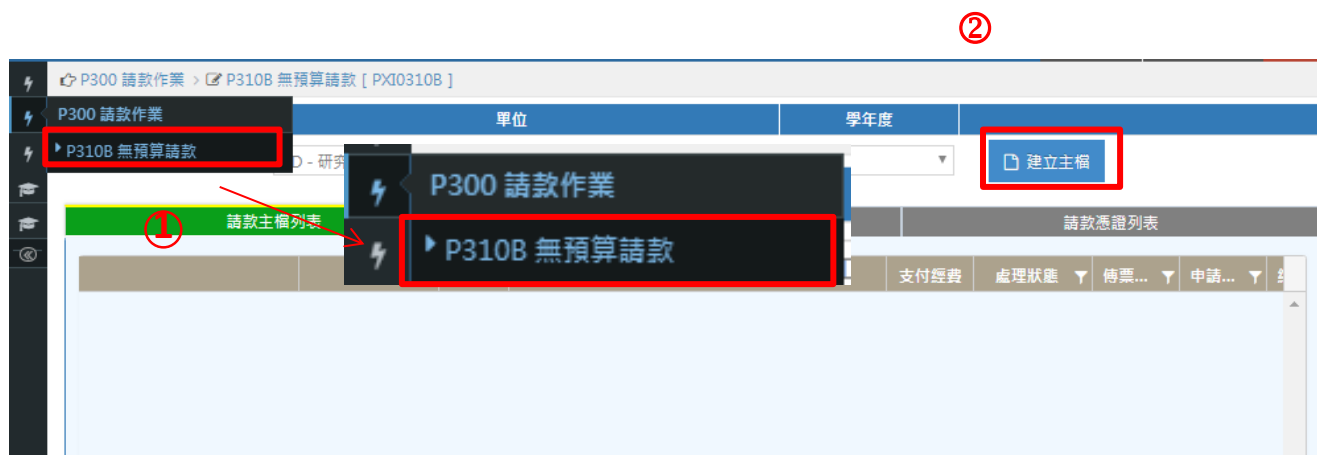 ②
P300 請款作業 > P310B 無預算請款 [ PXI0310B ]
P300 請款作業
單位
學年度
P310B 無預算請款
建立主檔
P300 請款作業
P310B 無預算請款
①
請款主檔列表
請款憑證列表
支付經費
處理狀態
傳票...
申請...